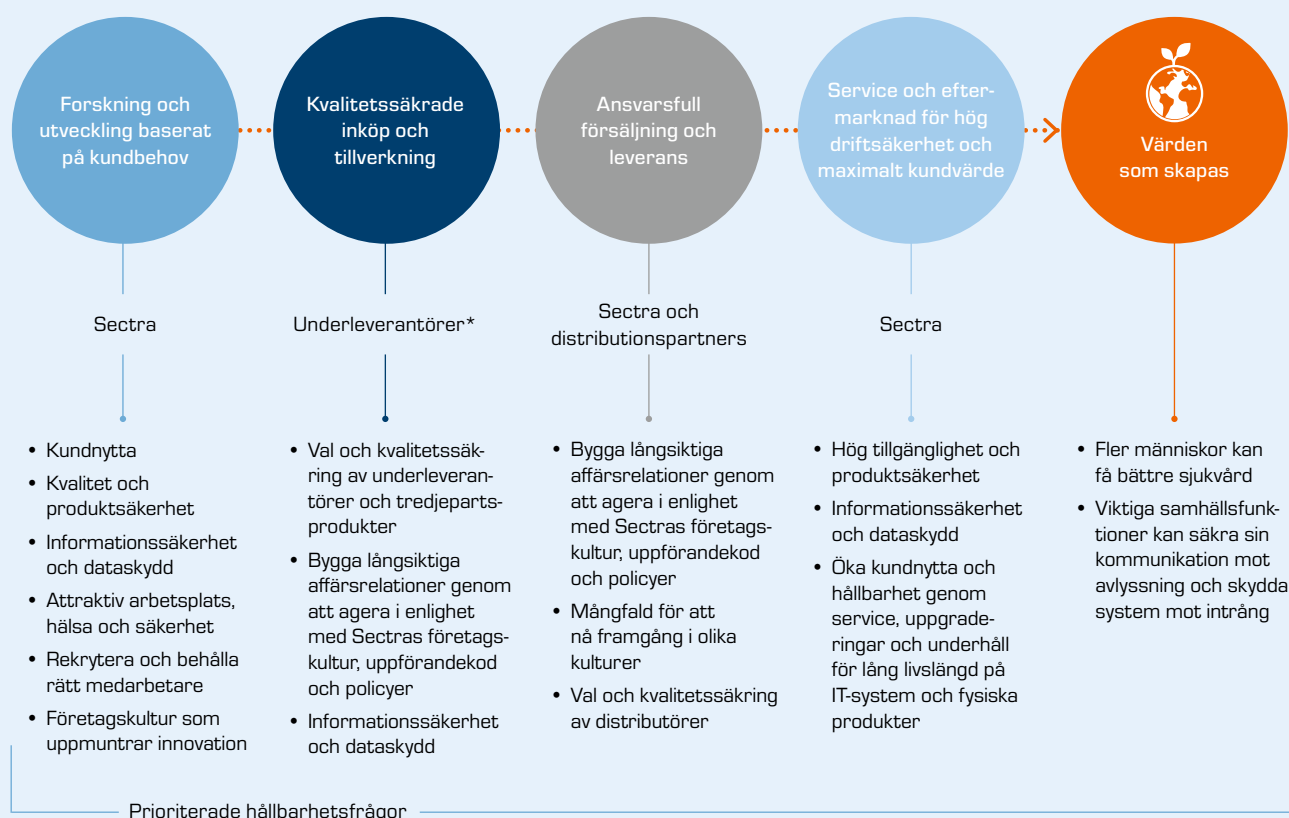 Forskning och
utveckling baserat
på kundbehov
Kvalitetssäkrade
inköp och
tillverkning
Ansvarsfull
försäljning och
leverans
Service och efter-
marknad för hög
driftsäkerhet och
maximalt kundvärde
Värden
som skapas
Sectra
Underleverantörer*
Sectra och
distributionspartners
Sectra
• Kundnytta
• Kvalitet och
produktsäkerhet
• Informationssäkerhet
och dataskydd
• Attraktiv arbetsplats,
hälsa och säkerhet
• Rekrytera och behålla
rätt medarbetare
• Företagskultur som
uppmuntrar innovation
• Val och kvalitetssäk-
ring av underleveran-
törer och tredjeparts-
produkter
• Bygga långsiktiga
affärsrelationer genom
att agera i enlighet
med Sectras företags-
kultur, uppförandekod
och policyer
• Informationssäkerhet
och dataskydd
• Bygga långsiktiga
affärsrelationer genom
att agera i enlighet
med Sectras företags-
kultur, uppförandekod
och policyer
• Mångfald för att
nå framgång i olika
kulturer
• Val och kvalitetssäkring
av distributörer
• Hög tillgänglighet och
produktsäkerhet
• Informationssäkerhet
och dataskydd
• Öka kundnytta och
hållbarhet genom
service, uppgrade-
ringar och underhåll
för lång livslängd på
IT-system och fysiska
produkter
• Fler människor kan
få bättre sjukvård
• Viktiga samhällsfunk-
tioner kan säkra sin
kommunikation mot
avlyssning och skydda
system mot intrång
Prioriterade hållbarhetsfrågor